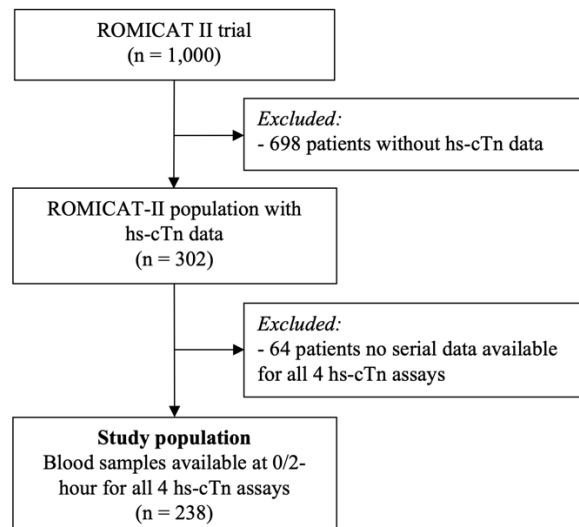 ROMICAT II trial
(n = 1,000)
Excluded:
- 698 patients without hs-cTn data
ROMICAT-II population with
hs-cTn data
(n = 302)
Excluded:
- 64 patients no serial data available
for all 4 hs-cTn assays
Study population
Blood samples available at 0/2-
hour for all 4 hs-cTn assays
(n = 238)